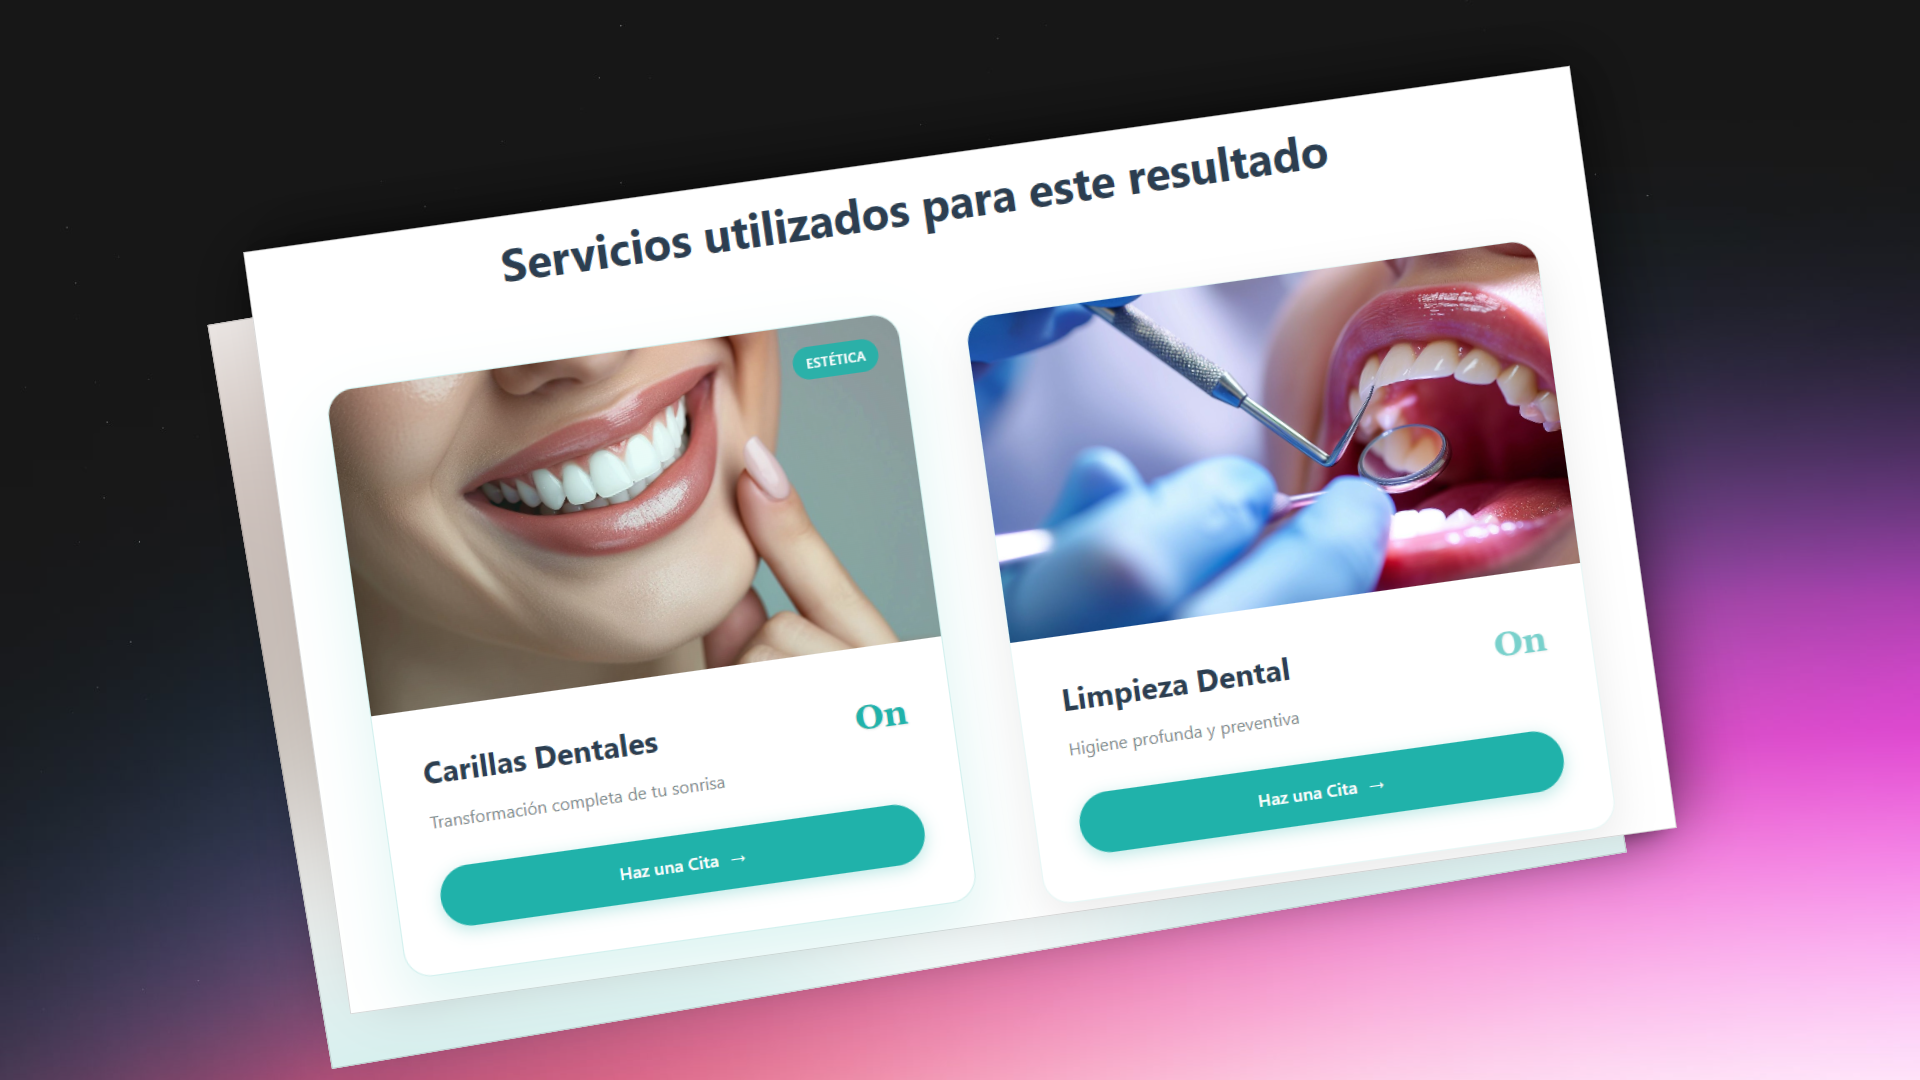 Servicios utilizados para este resultado
ESTÉTICA
Carillas Dentales
On
Transformación completa de tu sonrisa
Haz una Cita →
Limpieza Dental
On
Higiene profunda y preventiva
Haz una Cita →